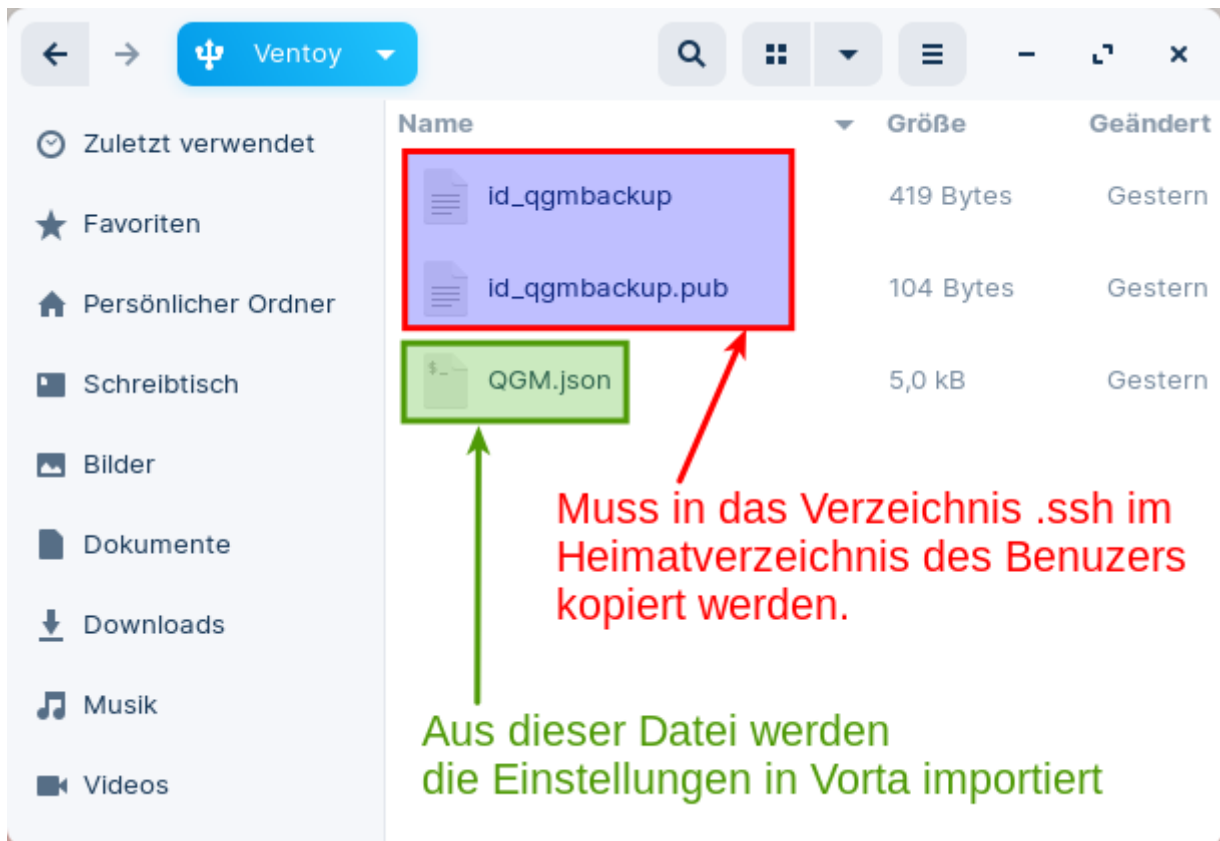 Ventoy
Zuletzt verwendet
Favoriten
Persönlicher Ordner
Schreibtisch
Bilder
Dokumente
Downloads
Musik
Videos
Name Größe Geändert
id_qgmbackup 419 Bytes Gestern
id_qgmbackup.pub 104 Bytes Gestern
$_ QGM.json 5,0 kB Gestern
Muss in das Verzeichnis .ssh im
Heimatverzeichnis des Benuzers
kopiert werden.
Aus dieser Datei werden
die Einstellungen in Vorta importiert